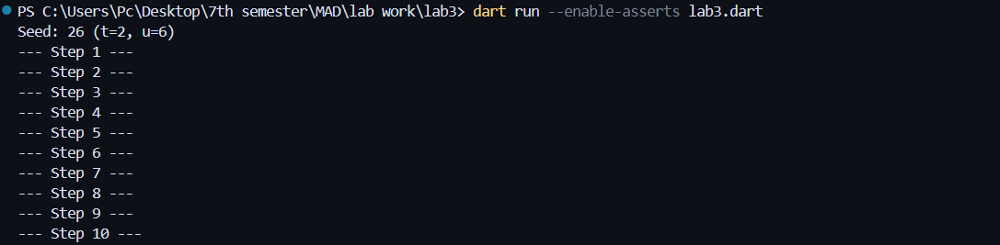 PS C:\Users\Pc\Desktop\7th semester\MAD\lab work\lab3> dart run --enable-asserts lab3.dart
Seed: 26 (t=2, u=6)
--- Step 1 ---
--- Step 2 ---
--- Step 3 ---
--- Step 4 ---
--- Step 5 ---
--- Step 6 ---
--- Step 7 ---
--- Step 8 ---
--- Step 9 ---
--- Step 10 ---